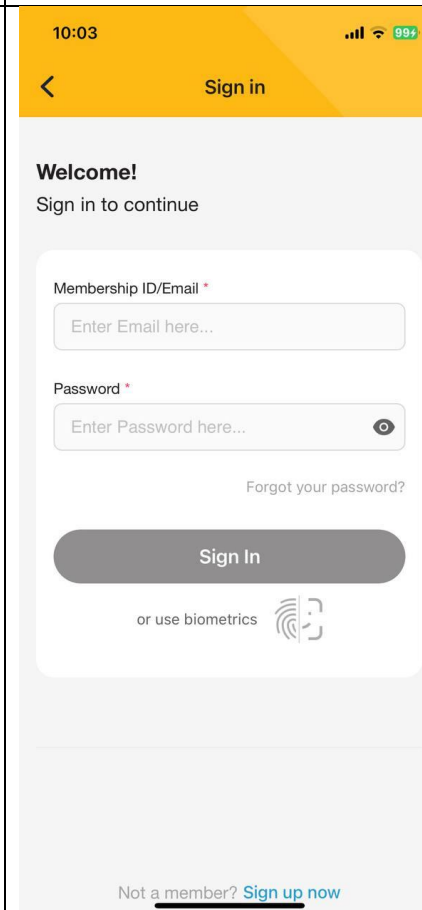 10:03
99
Sign in
Welcome!
Sign in to continue
Membership ID/Email *
Enter Email here...
Password *
Enter Password here...
Forgot your password?
Sign In
or use biometrics
Not a member? Sign up now